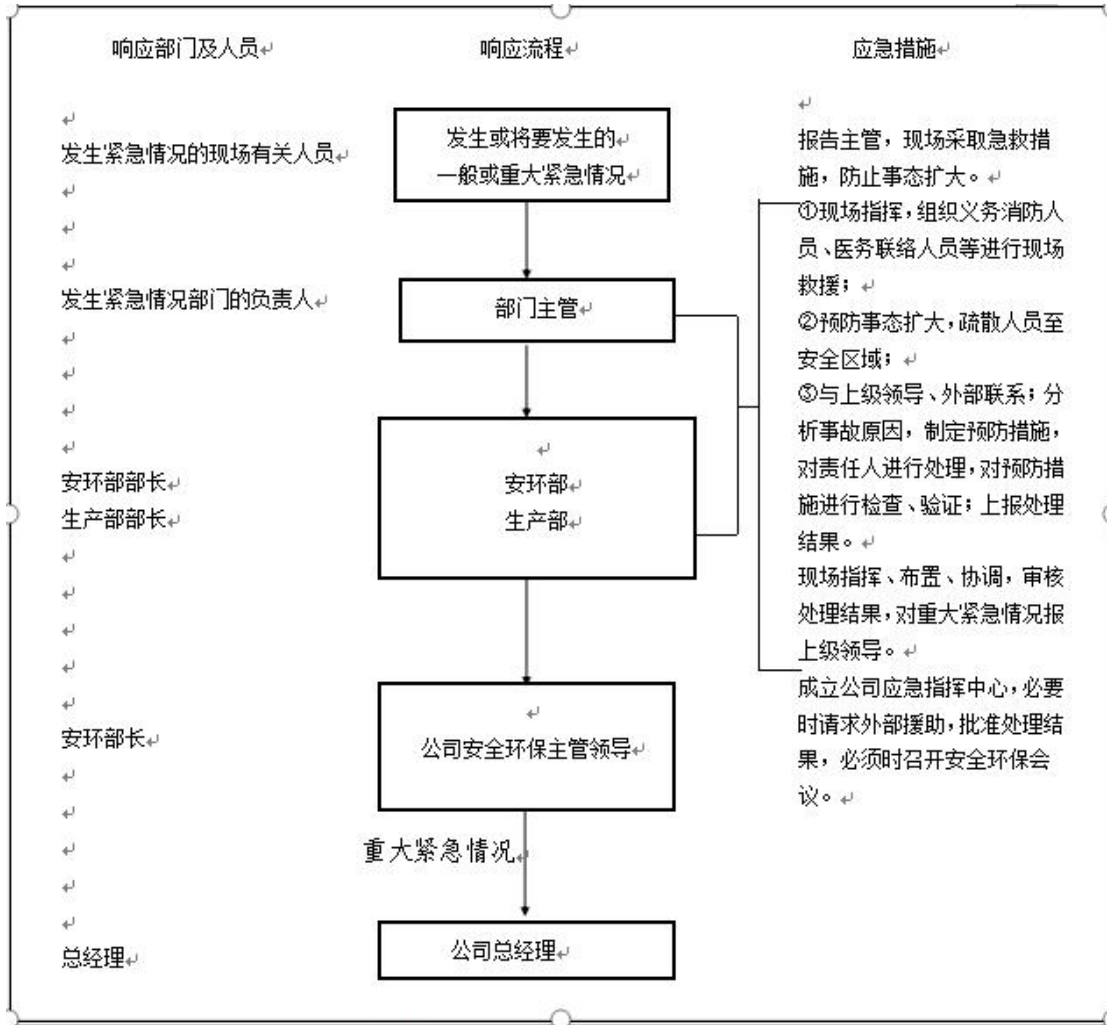 响应部门及人员
响应流程
应急措施
发生紧急情况的现场有关人员
发生紧急情况部门的负责人
安环部部长
生产部部长
安环部长
总经理
发生或将要发生的
一般或重大紧急情况
部门主管
安环部
生产部
公司安全环保主管领导
重大紧急情况
公司总经理
报告主管，现场采取急救措
施，防止事态扩大。
①现场指挥，组织义务消防人
员、医务联络人员等进行现场
救援；
②预防事态扩大，疏散人员至
安全区域；
③与上级领导、外部联系；分
析事故原因，制定预防措施，
对责任人进行处理，对预防措
施进行检查、验证；上报处理
结果。
现场指挥、布置、协调，审核
处理结果，对重大紧急情况报
上级领导。
成立公司应急指挥中心，必要
时请求外部援助，批准处理结
果，必须时召开安全环保会
议。